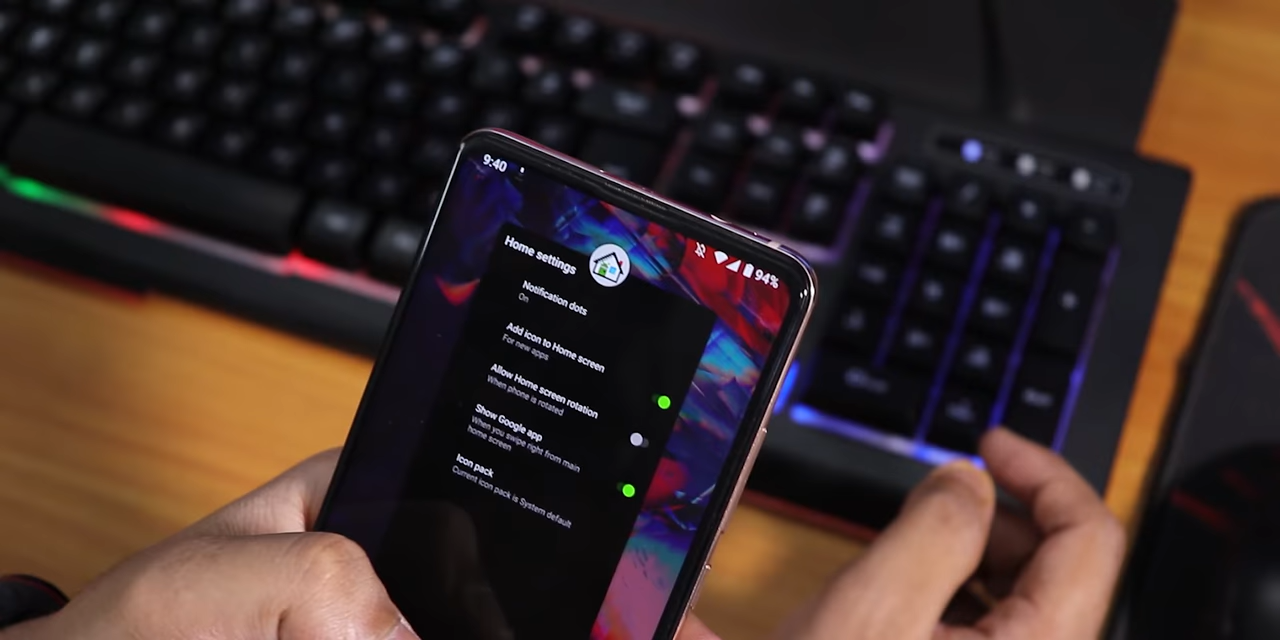 9:40
94%
Home settings
Notification dots
On
Add icon to Home screen
For new apps
Allow Home screen rotation
When phone is rotated
Show Google app
When you swipe right from main
home screen
Icon pack
Current icon pack is System default